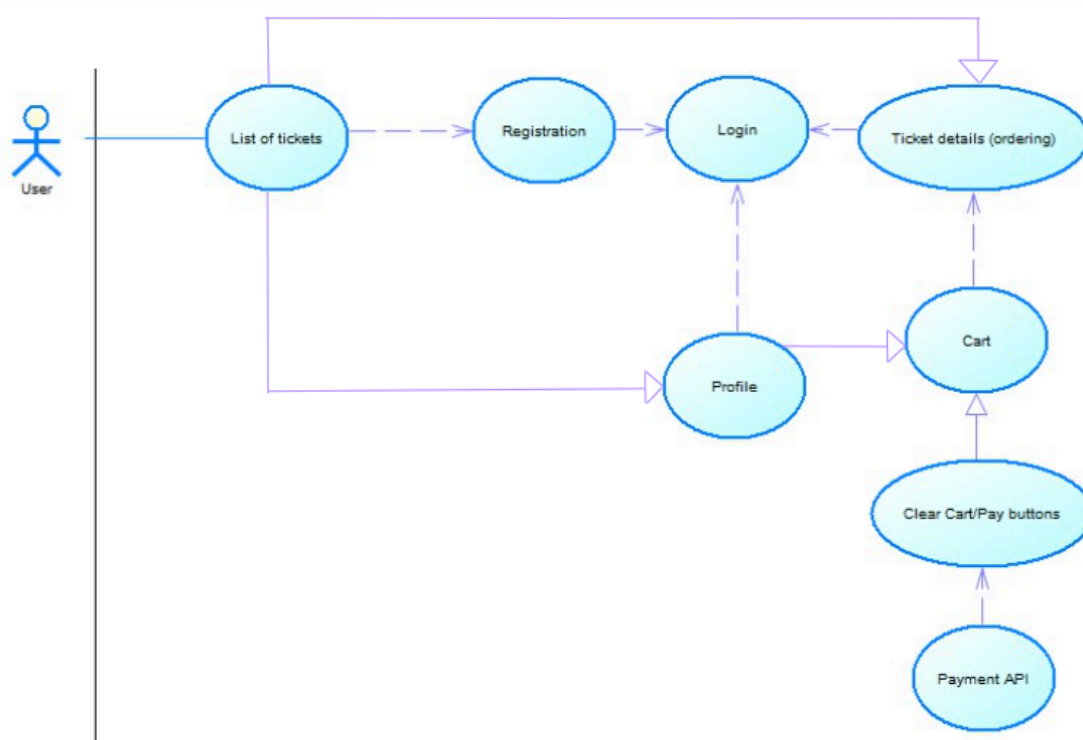 List of tickets
Registration
Login
Ticket details (ordering)
User
Cart
Profile
Clear Cart/Pay buttons
Payment API